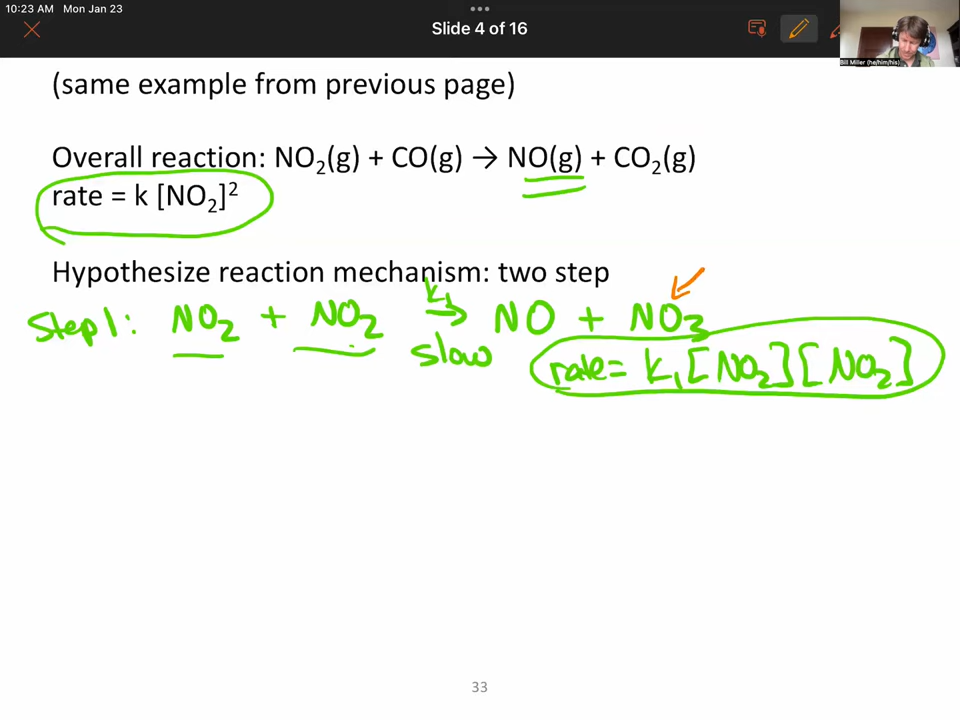 10:23 AM Mon Jan 23
Slide 4 of 16
Bill Miller (he/him/his)
(same example from previous page)
Overall reaction: NO₂(g) + CO(g) → NO(g) + CO₂(g)
rate = k [NO₂]²
Hypothesize reaction mechanism: two step
k₁
Step 1: NO₂ + NO₂ → NO + NO₃
slow
rate = k₁[NO₂][NO₂]
33